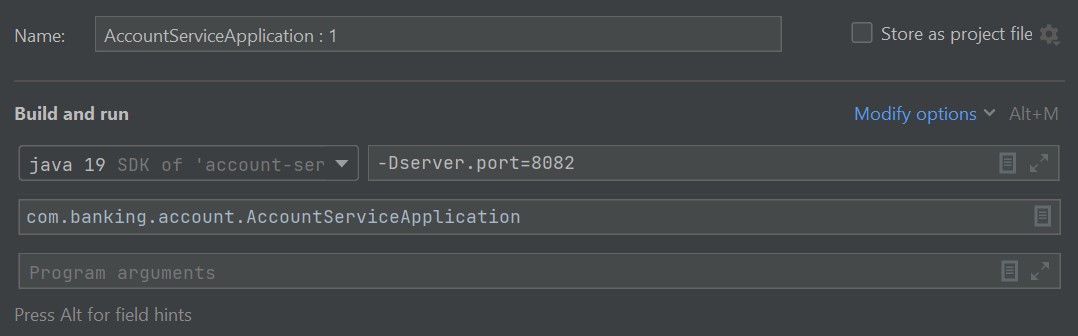 Name: AccountServiceApplication : 1 Store as project file
Build and run Modify options Alt+M
java 19 SDK of 'account-ser -Dserver.port=8082
com.banking.account.AccountServiceApplication
Program arguments
Press Alt for field hints